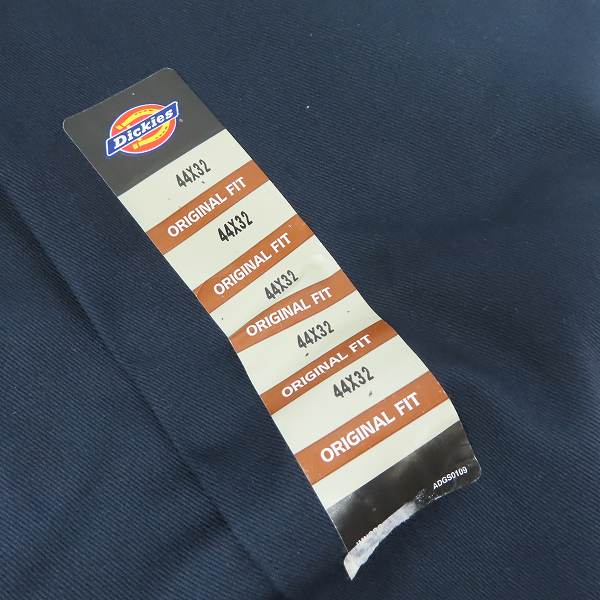 Dickies
44X32
ORIGINAL FIT
44X32
ORIGINAL FIT
44X32
ORIGINAL FIT
44X32
ORIGINAL FIT
44X32
ORIGINAL FIT
ADGS0109